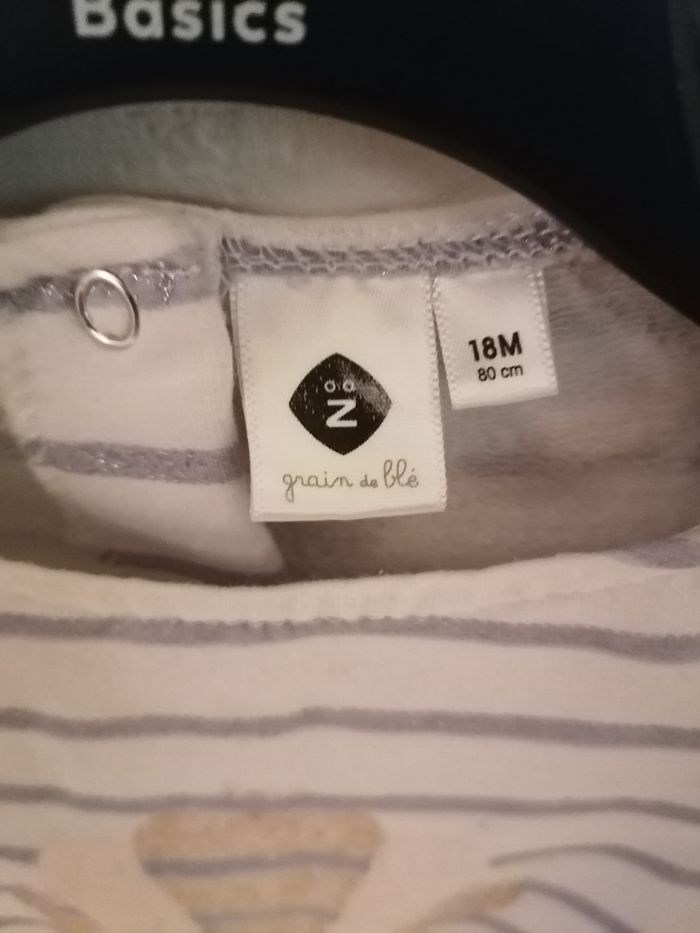 Basics
Z
grain de blé
18M
80 cm